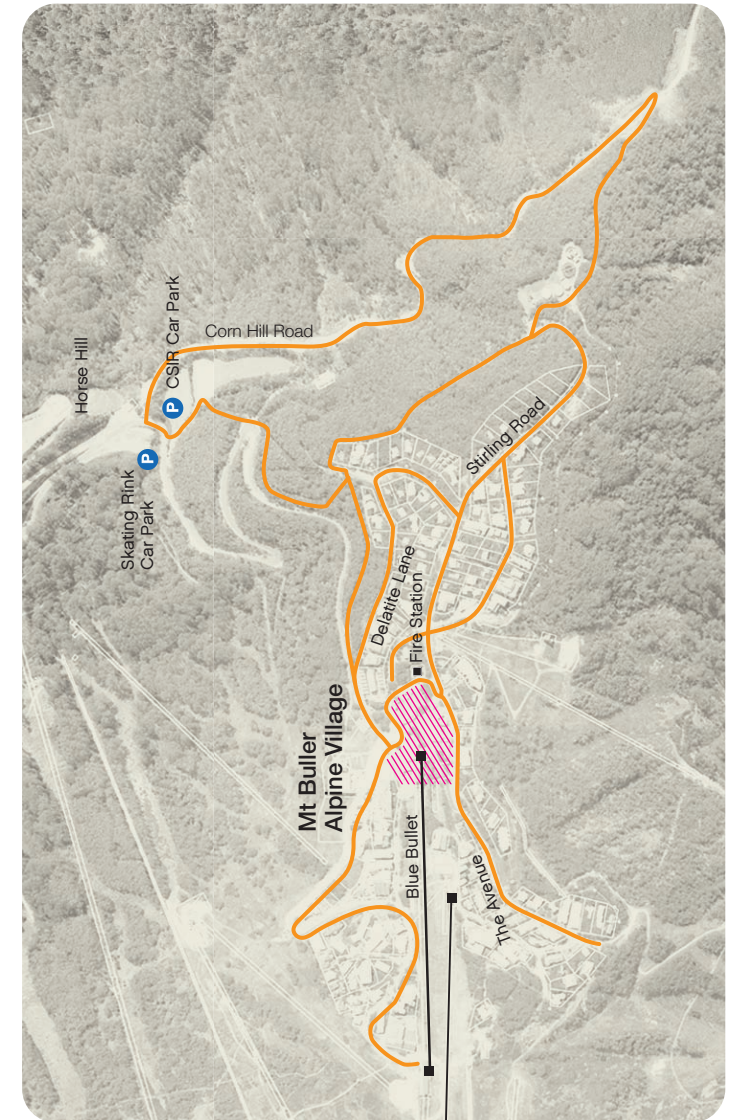 Horse Hill
CSIR Car Park
P
Corn Hill Road
P
Skating Rink
Car Park
Stirling Road
Delatite Lane
Fire Station
Mt Buller
Alpine Village
Blue Bullet
The Avenue